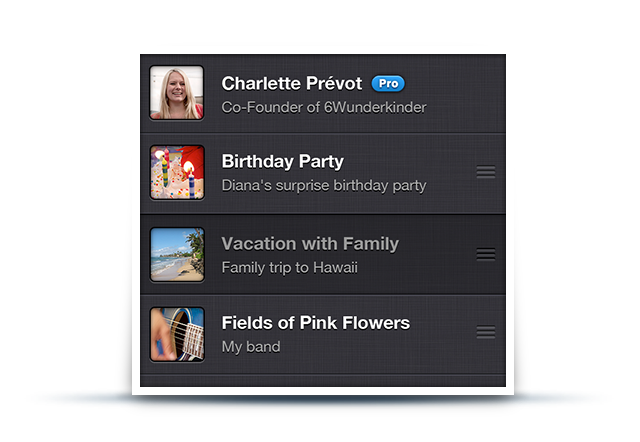 Charlette Prévot Pro
Co-Founder of 6Wunderkinder
Birthday Party
Diana's surprise birthday party
Vacation with Family
Family trip to Hawaii
Fields of Pink Flowers
My band